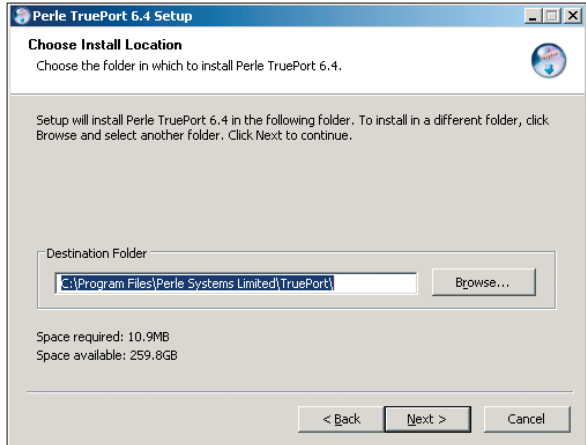 Perle TruePort 6.4 Setup
Choose Install Location
Choose the folder in which to install Perle TruePort 6.4.
Setup will install Perle TruePort 6.4 in the following folder. To install in a different folder, click
Browse and select another folder. Click Next to continue.
Destination Folder
C:\Program Files\Perle Systems Limited\TruePort\
Browse...
Space required: 10.9MB
Space available: 259.8GB
< Back
Next >
Cancel